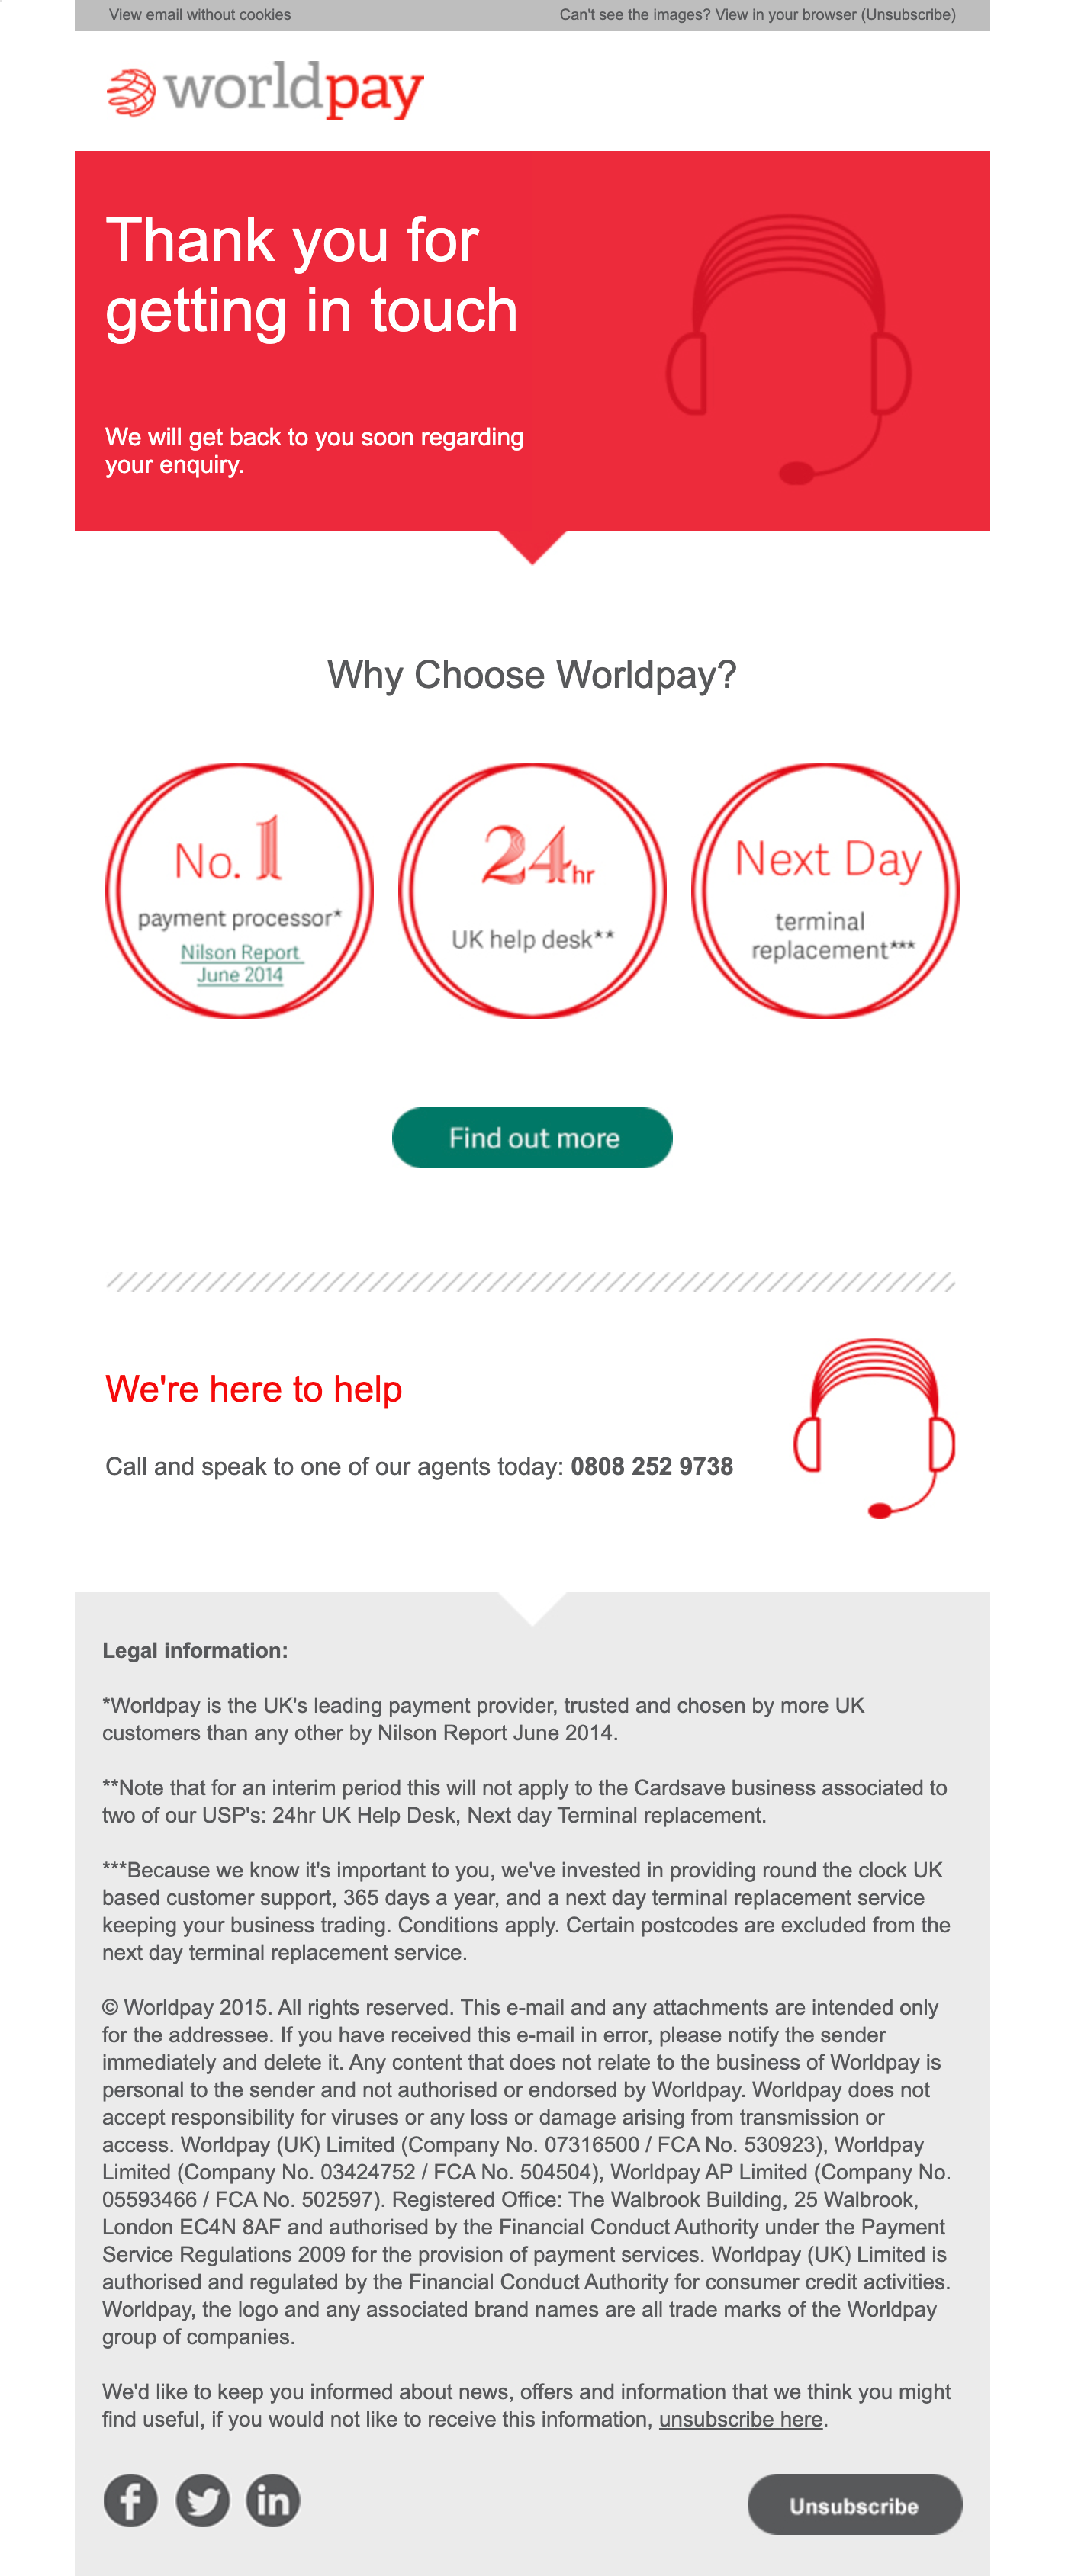 View email without cookies
Can't see the images? View in your browser (Unsubscribe)
worldpay
Thank you for
getting in touch
We will get back to you soon regarding
your enquiry.
Why Choose Worldpay?
No. 1
payment processor*
Nilson Report
June 2014
24hr
UK help desk**
Next Day
terminal
replacement***
Find out more
We're here to help
Call and speak to one of our agents today: 0808 252 9738
Legal information:
*Worldpay is the UK's leading payment provider, trusted and chosen by more UK
customers than any other by Nilson Report June 2014.
**Note that for an interim period this will not apply to the Cardsave business associated to
two of our USP's: 24hr UK Help Desk, Next day Terminal replacement.
***Because we know it's important to you, we've invested in providing round the clock UK
based customer support, 365 days a year, and a next day terminal replacement service
keeping your business trading. Conditions apply. Certain postcodes are excluded from the
next day terminal replacement service.
© Worldpay 2015. All rights reserved. This e-mail and any attachments are intended only
for the addressee. If you have received this e-mail in error, please notify the sender
immediately and delete it. Any content that does not relate to the business of Worldpay is
personal to the sender and not authorised or endorsed by Worldpay. Worldpay does not
accept responsibility for viruses or any loss or damage arising from transmission or
access. Worldpay (UK) Limited (Company No. 07316500 / FCA No. 530923), Worldpay
Limited (Company No. 03424752 / FCA No. 504504), Worldpay AP Limited (Company No.
05593466 / FCA No. 502597). Registered Office: The Walbrook Building, 25 Walbrook,
London EC4N 8AF and authorised by the Financial Conduct Authority under the Payment
Service Regulations 2009 for the provision of payment services. Worldpay (UK) Limited is
authorised and regulated by the Financial Conduct Authority for consumer credit activities.
Worldpay, the logo and any associated brand names are all trade marks of the Worldpay
group of companies.
We'd like to keep you informed about news, offers and information that we think you might
find useful, if you would not like to receive this information, unsubscribe here.
f
in
Unsubscribe